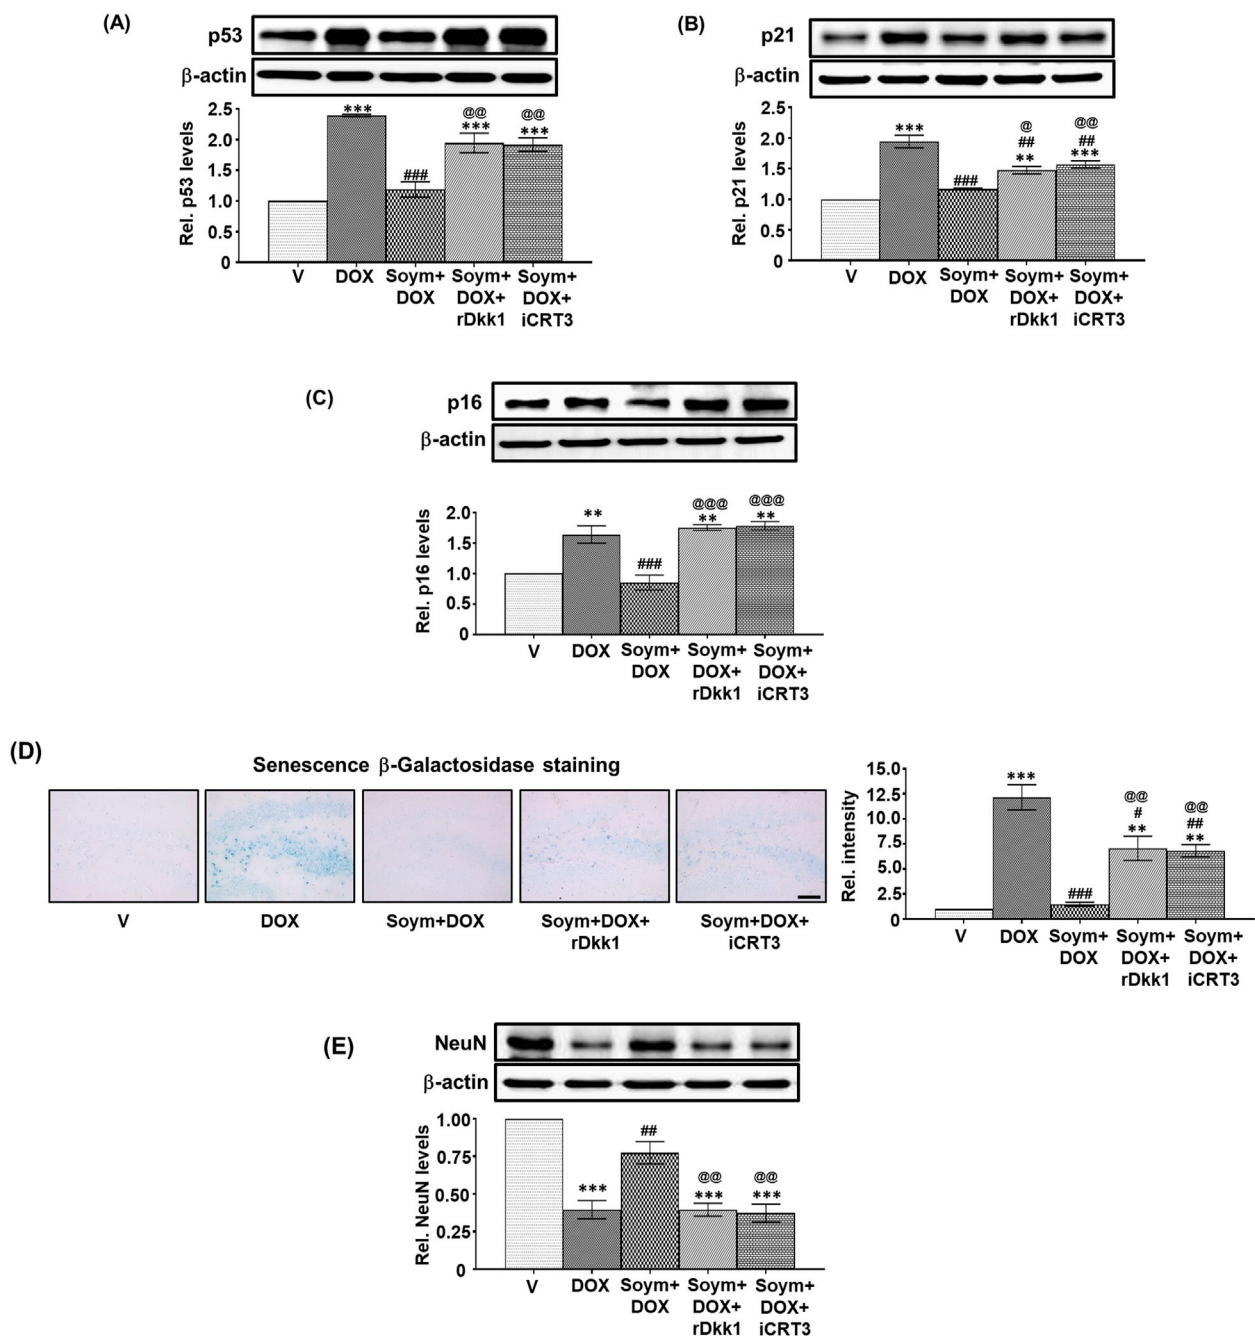 (A)
p53
β-actin
Rel. p53 levels
2.5
2.0
1.5
1.0
0.5
0
***
###
@@
***
@@
***
V
DOX
Soym+
DOX
Soym+
DOX+
rDkk1
Soym+
DOX+
iCRT3
(B)
p21
β-actin
Rel. p21 levels
2.5
2.0
1.5
1.0
0.5
0
***
###
@
##
**
@@
##
***
V
DOX
Soym+
DOX
Soym+
DOX+
rDkk1
Soym+
DOX+
iCRT3
(C)
p16
β-actin
Rel. p16 levels
2.0
1.5
1.0
0.5
0
**
###
@@@
**
@@@
**
V
DOX
Soym+
DOX
Soym+
DOX+
rDkk1
Soym+
DOX+
iCRT3
(D)
Senescence β-Galactosidase staining
V
DOX
Soym+DOX
Soym+DOX+
rDkk1
Soym+DOX+
iCRT3
Rel. intensity
15.0
12.5
10.0
7.5
5.0
2.5
0
***
###
@@
#
**
@@
##
**
V
DOX
Soym+
DOX
Soym+
DOX+
rDkk1
Soym+
DOX+
iCRT3
(E)
NeuN
β-actin
Rel. NeuN levels
1.00
0.75
0.50
0.25
0
***
##
@@
***
@@
***
V
DOX
Soym+
DOX
Soym+
DOX+
rDkk1
Soym+
DOX+
iCRT3